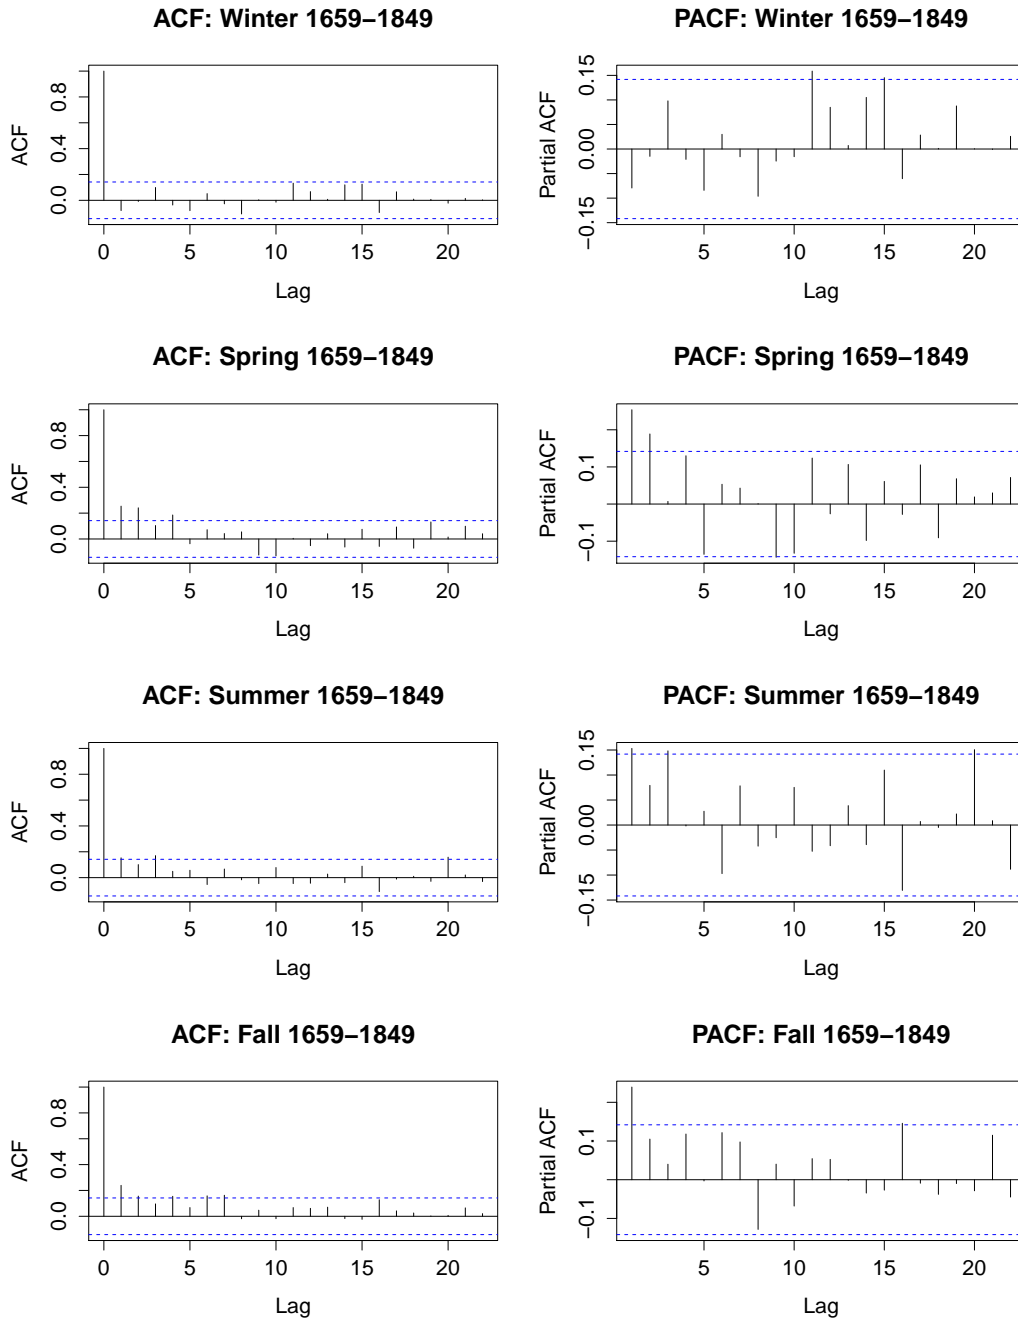 ACF: Winter 1659–1849
ACF
0.0 0.4 0.8
0 5 10 15 20
Lag
PACF: Winter 1659–1849
Partial ACF
−0.15 0.00 0.15
5 10 15 20
Lag
ACF: Spring 1659–1849
ACF
0.0 0.4 0.8
0 5 10 15 20
Lag
PACF: Spring 1659–1849
Partial ACF
−0.1 0.1
5 10 15 20
Lag
ACF: Summer 1659–1849
ACF
0.0 0.4 0.8
0 5 10 15 20
Lag
PACF: Summer 1659–1849
Partial ACF
−0.15 0.00 0.15
5 10 15 20
Lag
ACF: Fall 1659–1849
ACF
0.0 0.4 0.8
0 5 10 15 20
Lag
PACF: Fall 1659–1849
Partial ACF
−0.1 0.1
5 10 15 20
Lag